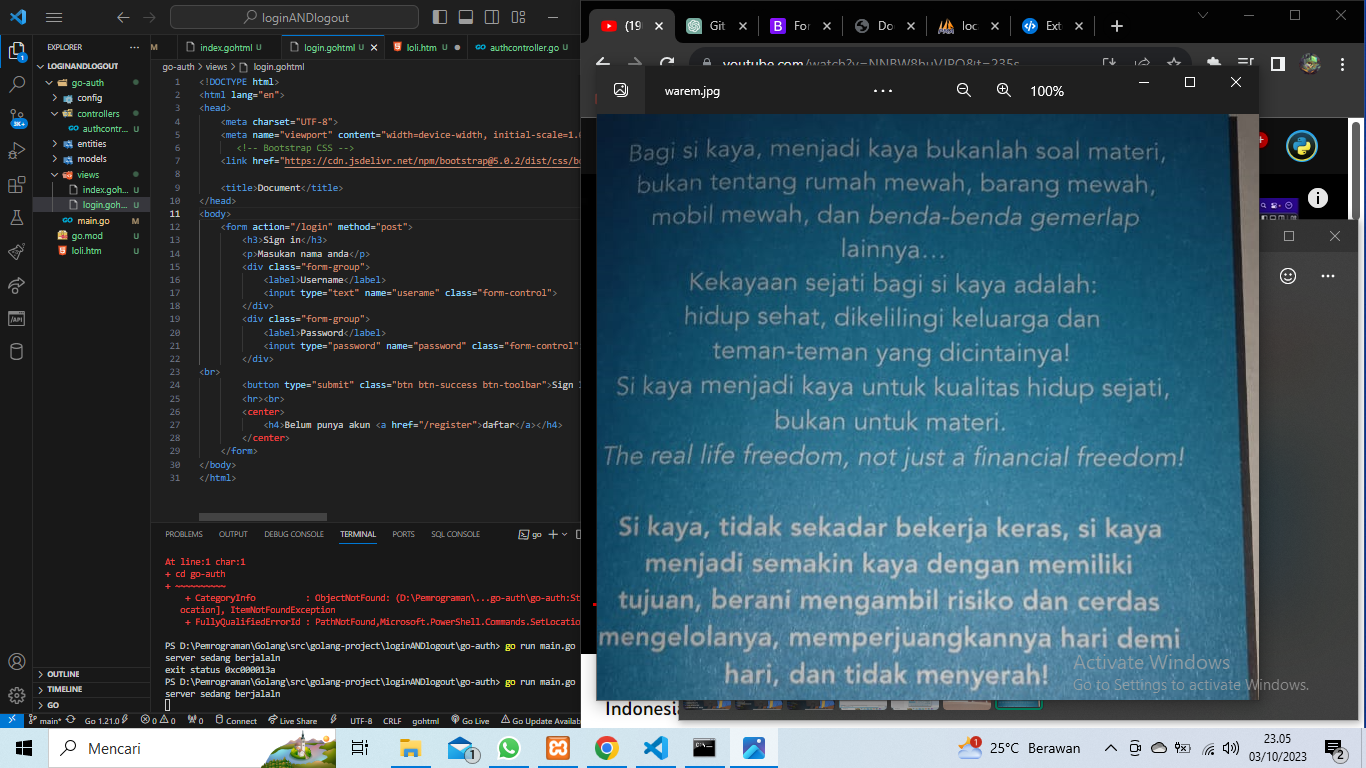 loginANDlogout
EXPLORER
LOGINANDLOGOUT
go-auth
config
controllers
authcontr...
entities
models
views
index.goh...
login.goh...
main.go
go.mod
loli.htm
OUTLINE
TIMELINE
GO
index.gohtml U
login.gohtml U
loli.htm U
authcontroller.go U
go-auth > views > login.gohtml
1 <!DOCTYPE html>
2 <html lang="en">
3 <head>
4 <meta charset="UTF-8">
5 <meta name="viewport" content="width=device-width, initial-scale=1.0
6 <!-- Bootstrap CSS -->
7 <link href="https://cdn.jsdelivr.net/npm/bootstrap@5.0.2/dist/css/bo
8
9 <title>Document</title>
10 </head>
11 <body>
12 <form action="/login" method="post">
13 <h3>Sign in</h3>
14 <p>Masukan nama anda</p>
15 <div class="form-group">
16 <label>Username</label>
17 <input type="text" name="userame" class="form-control">
18 </div>
19 <div class="form-group">
20 <label>Password</label>
21 <input type="password" name="password" class="form-control"
22 </div>
23 <br>
24 <button type="submit" class="btn btn-success btn-toolbar">Sign
25 <hr><br>
26 <center>
27 <h4>Belum punya akun <a href="/register">daftar</a></h4>
28 </center>
29 </form>
30 </body>
31 </html>
PROBLEMS OUTPUT DEBUG CONSOLE TERMINAL PORTS SQL CONSOLE go
At line:1 char:1
+ cd go-auth
+ ~~~~~~~~~~
+ CategoryInfo : ObjectNotFound: (D:\Pemrograman\...go-auth\go-auth:St
ocation], ItemNotFoundException
+ FullyQualifiedErrorId : PathNotFound,Microsoft.PowerShell.Commands.SetLocatio
PS D:\Pemrograman\Golang\src\golang-project\loginANDlogout\go-auth> go run main.go
server sedang berjalaln
exit status 0xc000013a
PS D:\Pemrograman\Golang\src\golang-project\loginANDlogout\go-auth> go run main.go
server sedang berjalaln
main* Go 1.21.0 0 0 0 Connect Live Share UTF-8 CRLF gohtml Go Live Go Update Availab
(19 Git For Do loc Ext
youtube.com/watch?v=NNBW8buVJPQ&t=235s
warem.jpg
100%
Bagi si kaya, menjadi kaya bukanlah soal materi,
bukan tentang rumah mewah, barang mewah,
mobil mewah, dan benda-benda gemerlap
lainnya...
Kekayaan sejati bagi si kaya adalah:
hidup sehat, dikelilingi keluarga dan
teman-teman yang dicintainya!
Si kaya menjadi kaya untuk kualitas hidup sejati,
bukan untuk materi.
The real life freedom, not just a financial freedom!
Si kaya, tidak sekadar bekerja keras, si kaya
menjadi semakin kaya dengan memiliki
tujuan, berani mengambil risiko dan cerdas
mengelolanya, memperjuangkannya hari demi
hari, dan tidak menyerah!
Activate Windows
Go to Settings to activate Windows.
Indonesia
Mencari
25°C Berawan
23.05
03/10/2023